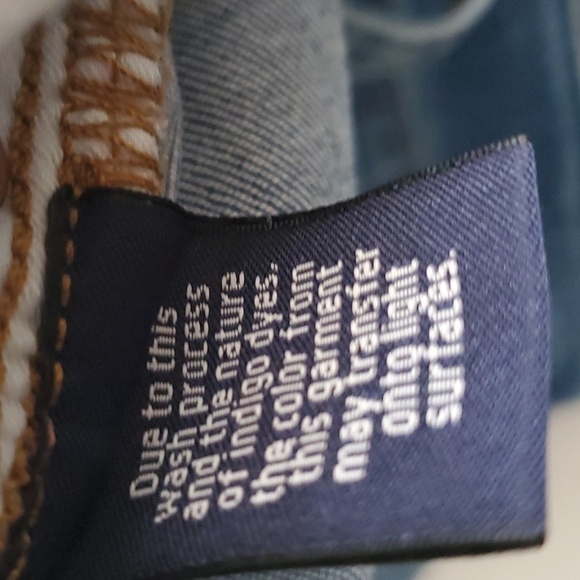 Due to this
wash process
and the nature
of indigo dyes.
the color from
this garment
may transfer
onto light
surfaces.